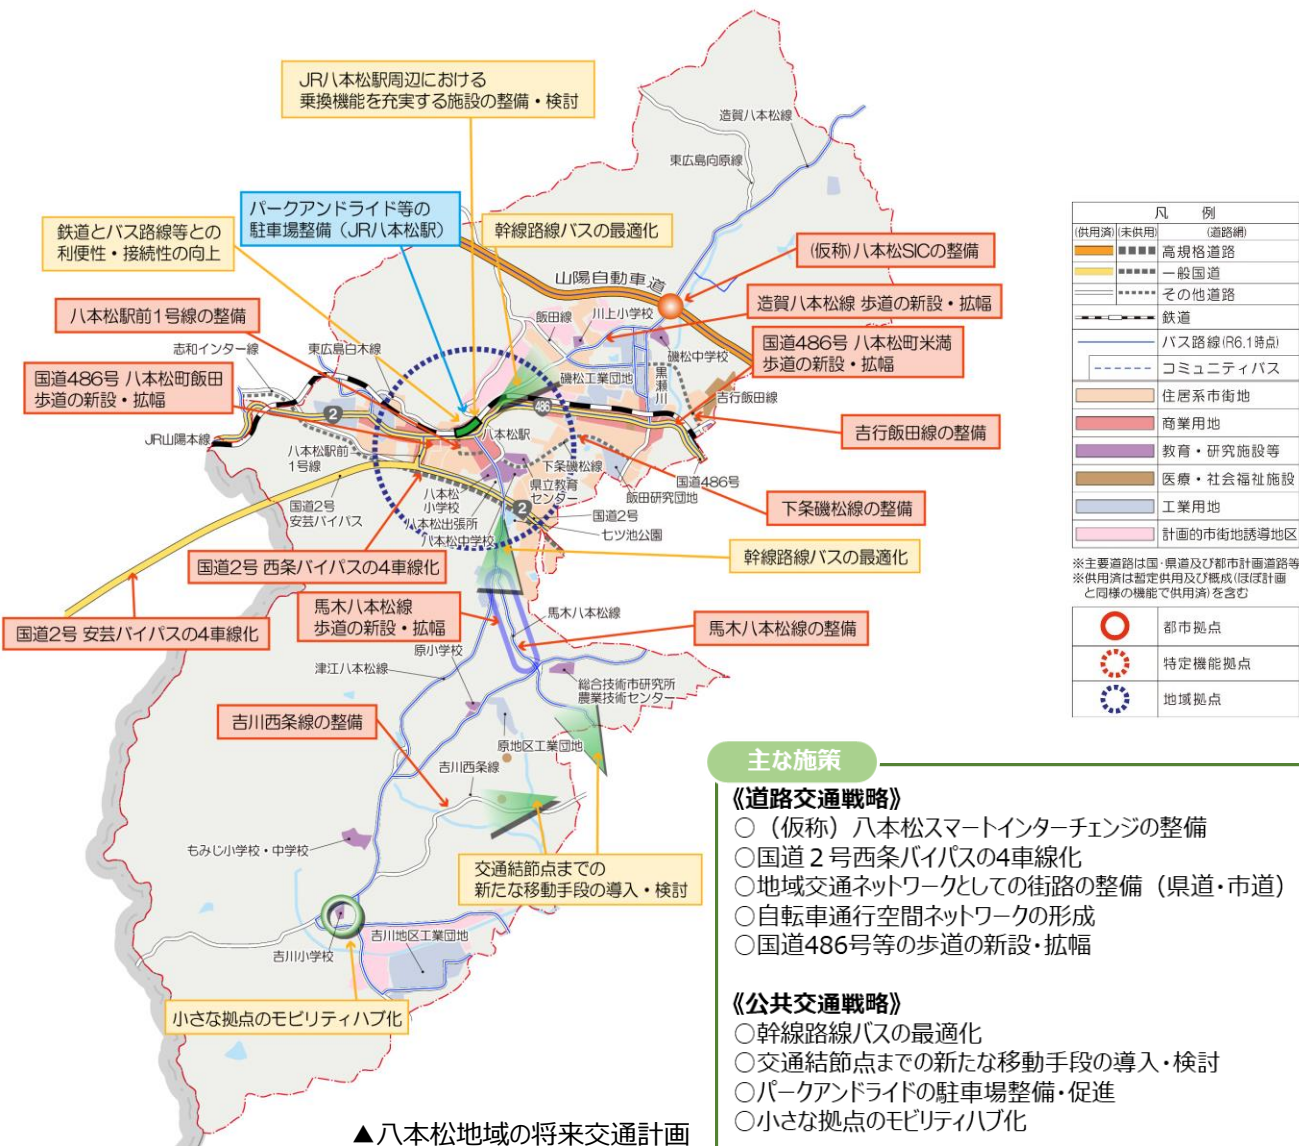 JR八本松駅周辺における
乗換機能を充実する施設の整備・検討
造賀八本松線
東広島向原線
パークアンドライド等の
駐車場整備（JR八本松駅）
幹線路線バスの最適化
鉄道とバス路線等との
利便性・接続性の向上
(仮称)八本松SICの整備
山陽自動車道
造賀八本松線 歩道の新設・拡幅
八本松駅前1号線の整備
飯田線
川上小学校
国道486号 八本松町米満
歩道の新設・拡幅
志和インター線
東広島白木線
磯松中学校
国道486号 八本松町飯田
歩道の新設・拡幅
磯松工業団地
黒瀬川
吉行飯田線
2
486
JR山陽本線
八本松駅
吉行飯田線の整備
八本松駅前
1号線
下条磯松線
国道486号
県立教育
センター
飯田研究団地
八本松
小学校
国道2号
安芸バイパス
2
国道2号
下条磯松線の整備
八本松出張所
七ツ池公園
八本松中学校
幹線路線バスの最適化
国道2号 西条バイパスの4車線化
馬木八本松線
歩道の新設・拡幅
馬木八本松線
国道2号 安芸バイパスの4車線化
馬木八本松線の整備
原小学校
津江八本松線
総合技術市研究所
農業技術センター
吉川西条線の整備
原地区工業団地
吉川西条線
もみじ小学校・中学校
交通結節点までの
新たな移動手段の導入・検討
吉川地区工業団地
吉川小学校
小さな拠点のモビリティハブ化
▲八本松地域の将来交通計画
凡 例
(供用済) (未供用) (道路網)
高規格道路
一般国道
その他道路
鉄道
バス路線(R6.1時点)
コミュニティバス
住居系市街地
商業用地
教育・研究施設等
医療・社会福祉施設
工業用地
計画的市街地誘導地区
※主要道路は国・県道及び都市計画道路等
※供用済は暫定供用及び概成(ほぼ計画
と同様の機能で供用済)を含む
都市拠点
特定機能拠点
地域拠点
主な施策
《道路交通戦略》
○（仮称）八本松スマートインターチェンジの整備
○国道２号西条バイパスの4車線化
○地域交通ネットワークとしての街路の整備（県道・市道）
○自転車通行空間ネットワークの形成
○国道486号等の歩道の新設・拡幅
《公共交通戦略》
○幹線路線バスの最適化
○交通結節点までの新たな移動手段の導入・検討
○パークアンドライドの駐車場整備・促進
○小さな拠点のモビリティハブ化